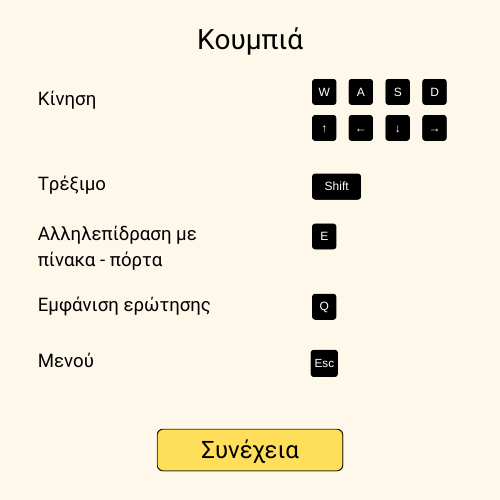 Κουμπιά
Κίνηση W A S D
↑ ← ↓ →
Τρέξιμο Shift
Αλληλεπίδραση με E
πίνακα - πόρτα
Εμφάνιση ερώτησης Q
Μενού Esc
Συνέχεια